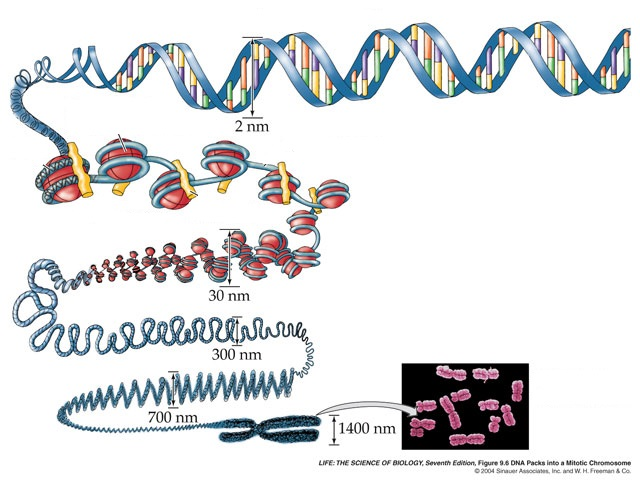 2 nm
30 nm
300 nm
700 nm
1400 nm
LIFE: THE SCIENCE OF BIOLOGY, Seventh Edition, Figure 9.6 DNA Packs into a Mitotic Chromosome
© 2004 Sinauer Associates, Inc. and W. H. Freeman & Co.